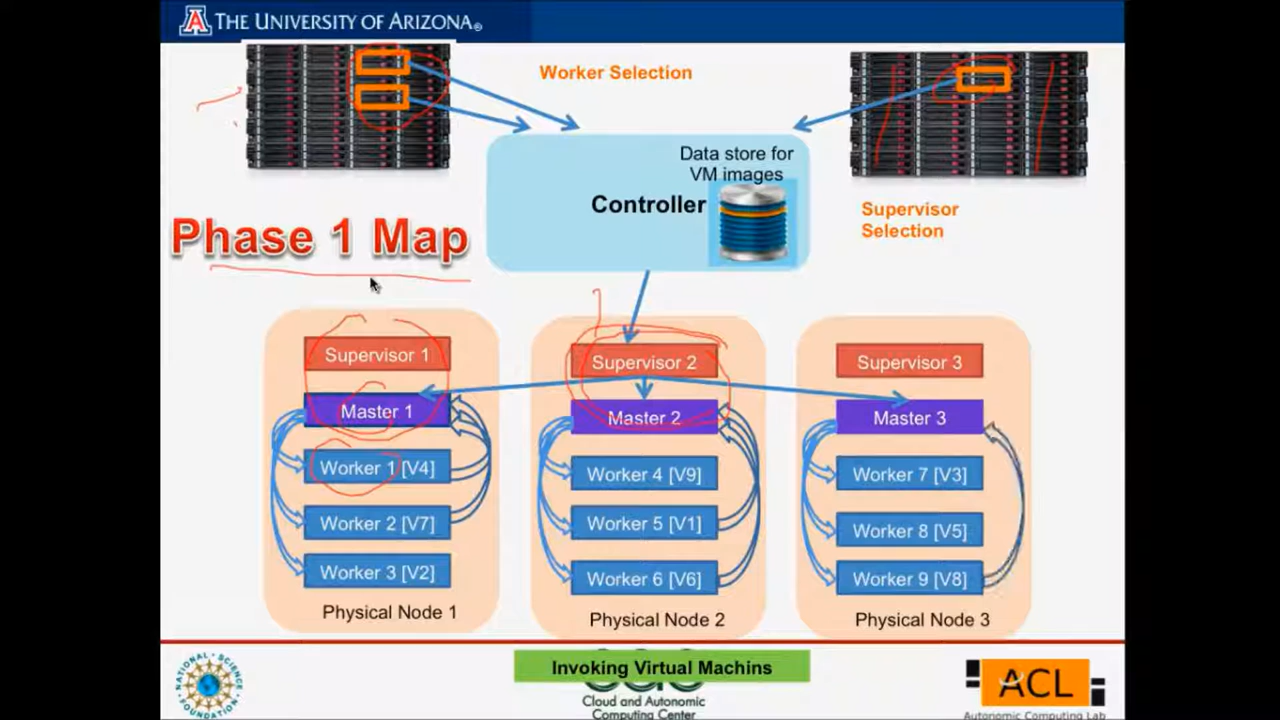 THE UNIVERSITY OF ARIZONA®
Worker Selection
Data store for
VM images
Controller
Supervisor
Selection
Phase 1 Map
Supervisor 1
Master 1
Worker 1 [V4]
Worker 2 [V7]
Worker 3 [V2]
Physical Node 1
Supervisor 2
Master 2
Worker 4 [V9]
Worker 5 [V1]
Worker 6 [V6]
Physical Node 2
Supervisor 3
Master 3
Worker 7 [V3]
Worker 8 [V5]
Worker 9 [V8]
Physical Node 3
NATIONAL SCIENCE FOUNDATION
Invoking Virtual Machins
Cloud and Autonomic
Computing Center
ACL
Autonomic Computing Lab